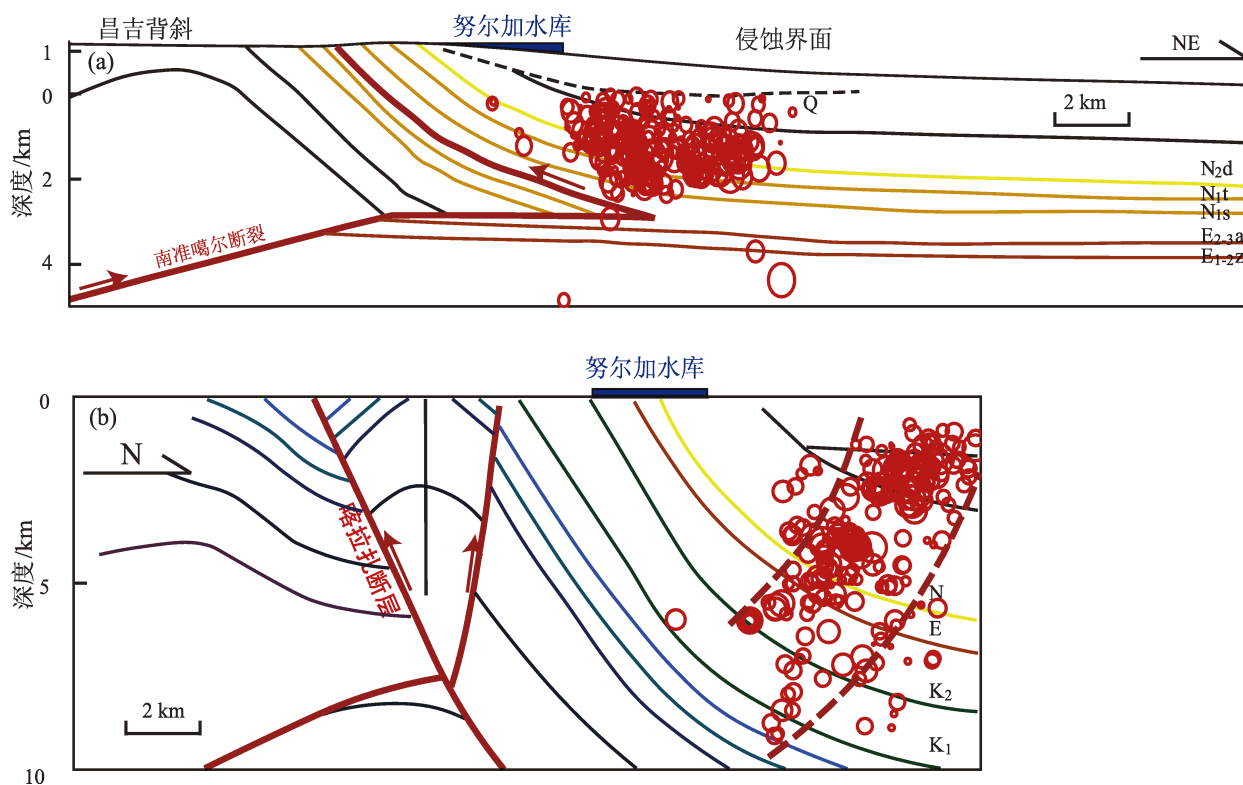 昌吉背斜
努尔加水库
侵蚀界面
NE
1
(a)
0
Q
2 km
深度/km
2
N₂d
N₁t
N₁s
南准噶尔断裂
E₂₋₃a
4
E₁₋₂z
努尔加水库
0
(b)
N
喀拉扎断层
深度/km
5
N
E
K₂
2 km
K₁
10